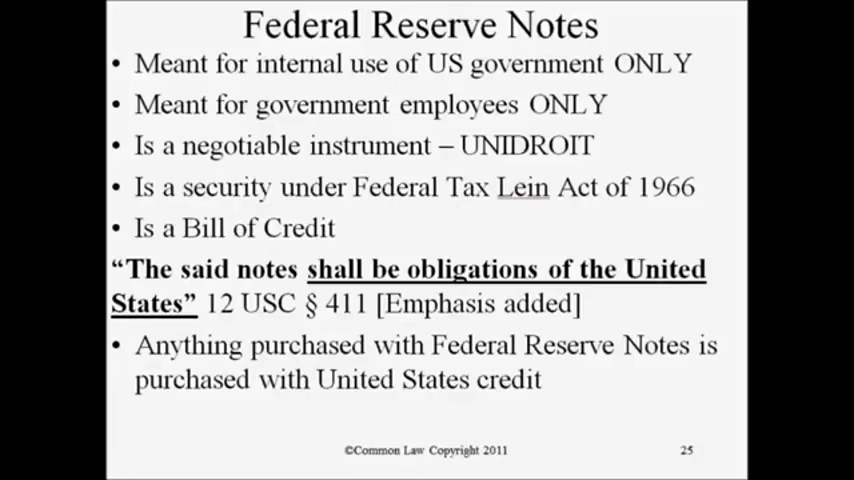 Federal Reserve Notes
• Meant for internal use of US government ONLY
• Meant for government employees ONLY
• Is a negotiable instrument – UNIDROIT
• Is a security under Federal Tax Lein Act of 1966
• Is a Bill of Credit
“The said notes shall be obligations of the United
States” 12 USC § 411 [Emphasis added]
• Anything purchased with Federal Reserve Notes is
purchased with United States credit
©Common Law Copyright 2011
25